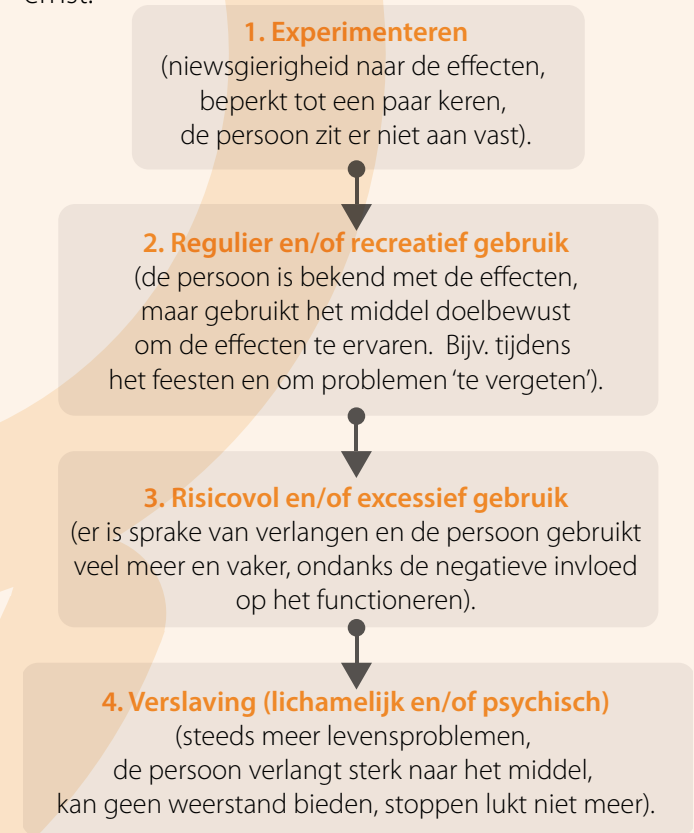 ernst.
1. Experimenteren
(niewsgierigheid naar de effecten,
beperkt tot een paar keren,
de persoon zit er niet aan vast).
2. Regulier en/of recreatief gebruik
(de persoon is bekend met de effecten,
maar gebruikt het middel doelbewust
om de effecten te ervaren.  Bijv. tijdens
het feesten en om problemen ‘te vergeten’).
3. Risicovol en/of excessief gebruik
(er is sprake van verlangen en de persoon gebruikt
veel meer en vaker, ondanks de negatieve invloed
op het functioneren).
4. Verslaving (lichamelijk en/of psychisch)
(steeds meer levensproblemen,
de persoon verlangt sterk naar het middel,
kan geen weerstand bieden, stoppen lukt niet meer).